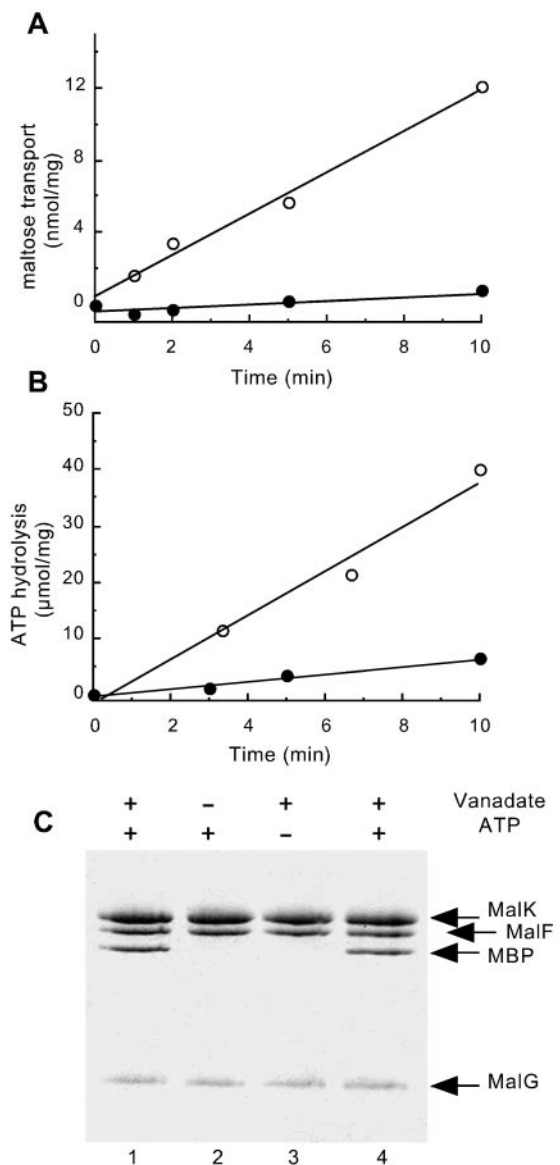 A
12
8
4
0
maltose transport
(nmol/mg)
0 2 4 6 8 10
Time (min)
B
50
40
30
20
10
0
ATP hydrolysis
(μmol/mg)
0 2 4 6 8 10
Time (min)
C
+ – + + Vanadate
+ + – + ATP
MalK
MalF
MBP
MalG
1 2 3 4